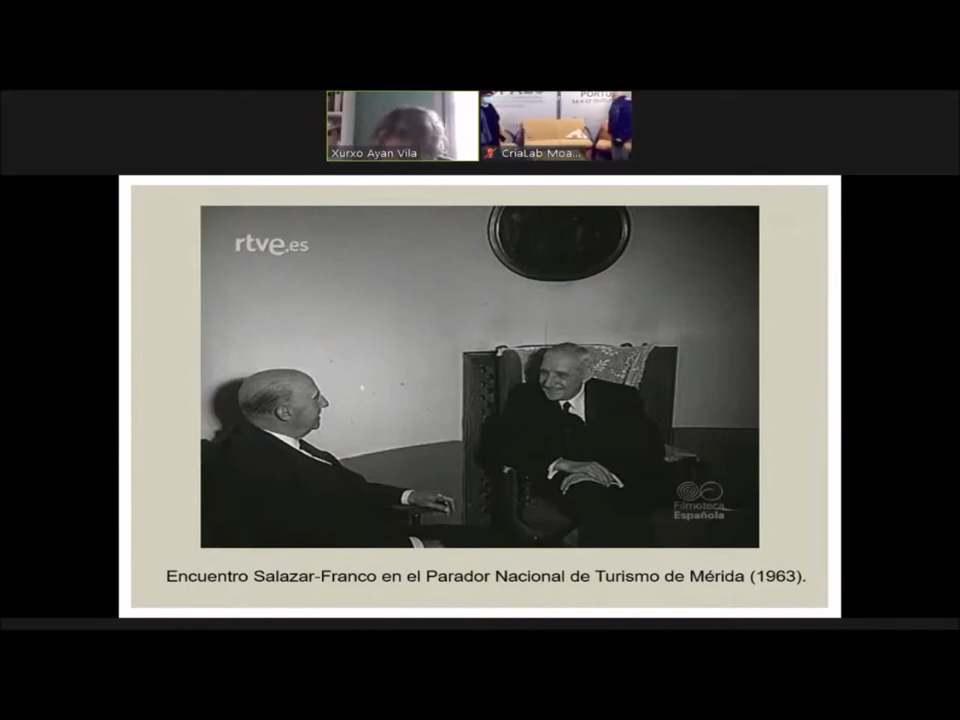 PORTU
Xurxo Ayan Vila
CriaLab Moa...
rtve.es
Filmoteca
Española
Encuentro Salazar-Franco en el Parador Nacional de Turismo de Mérida (1963).